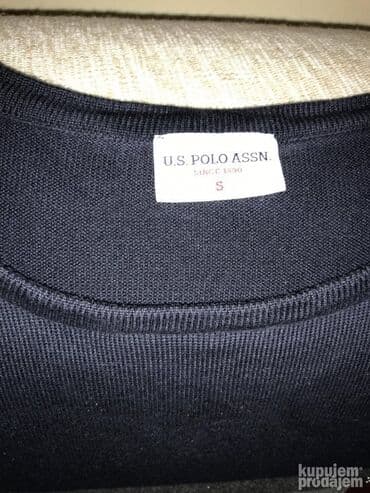 U.S. POLO ASSN.
SINCE 1890
S
kupujem
prodajem